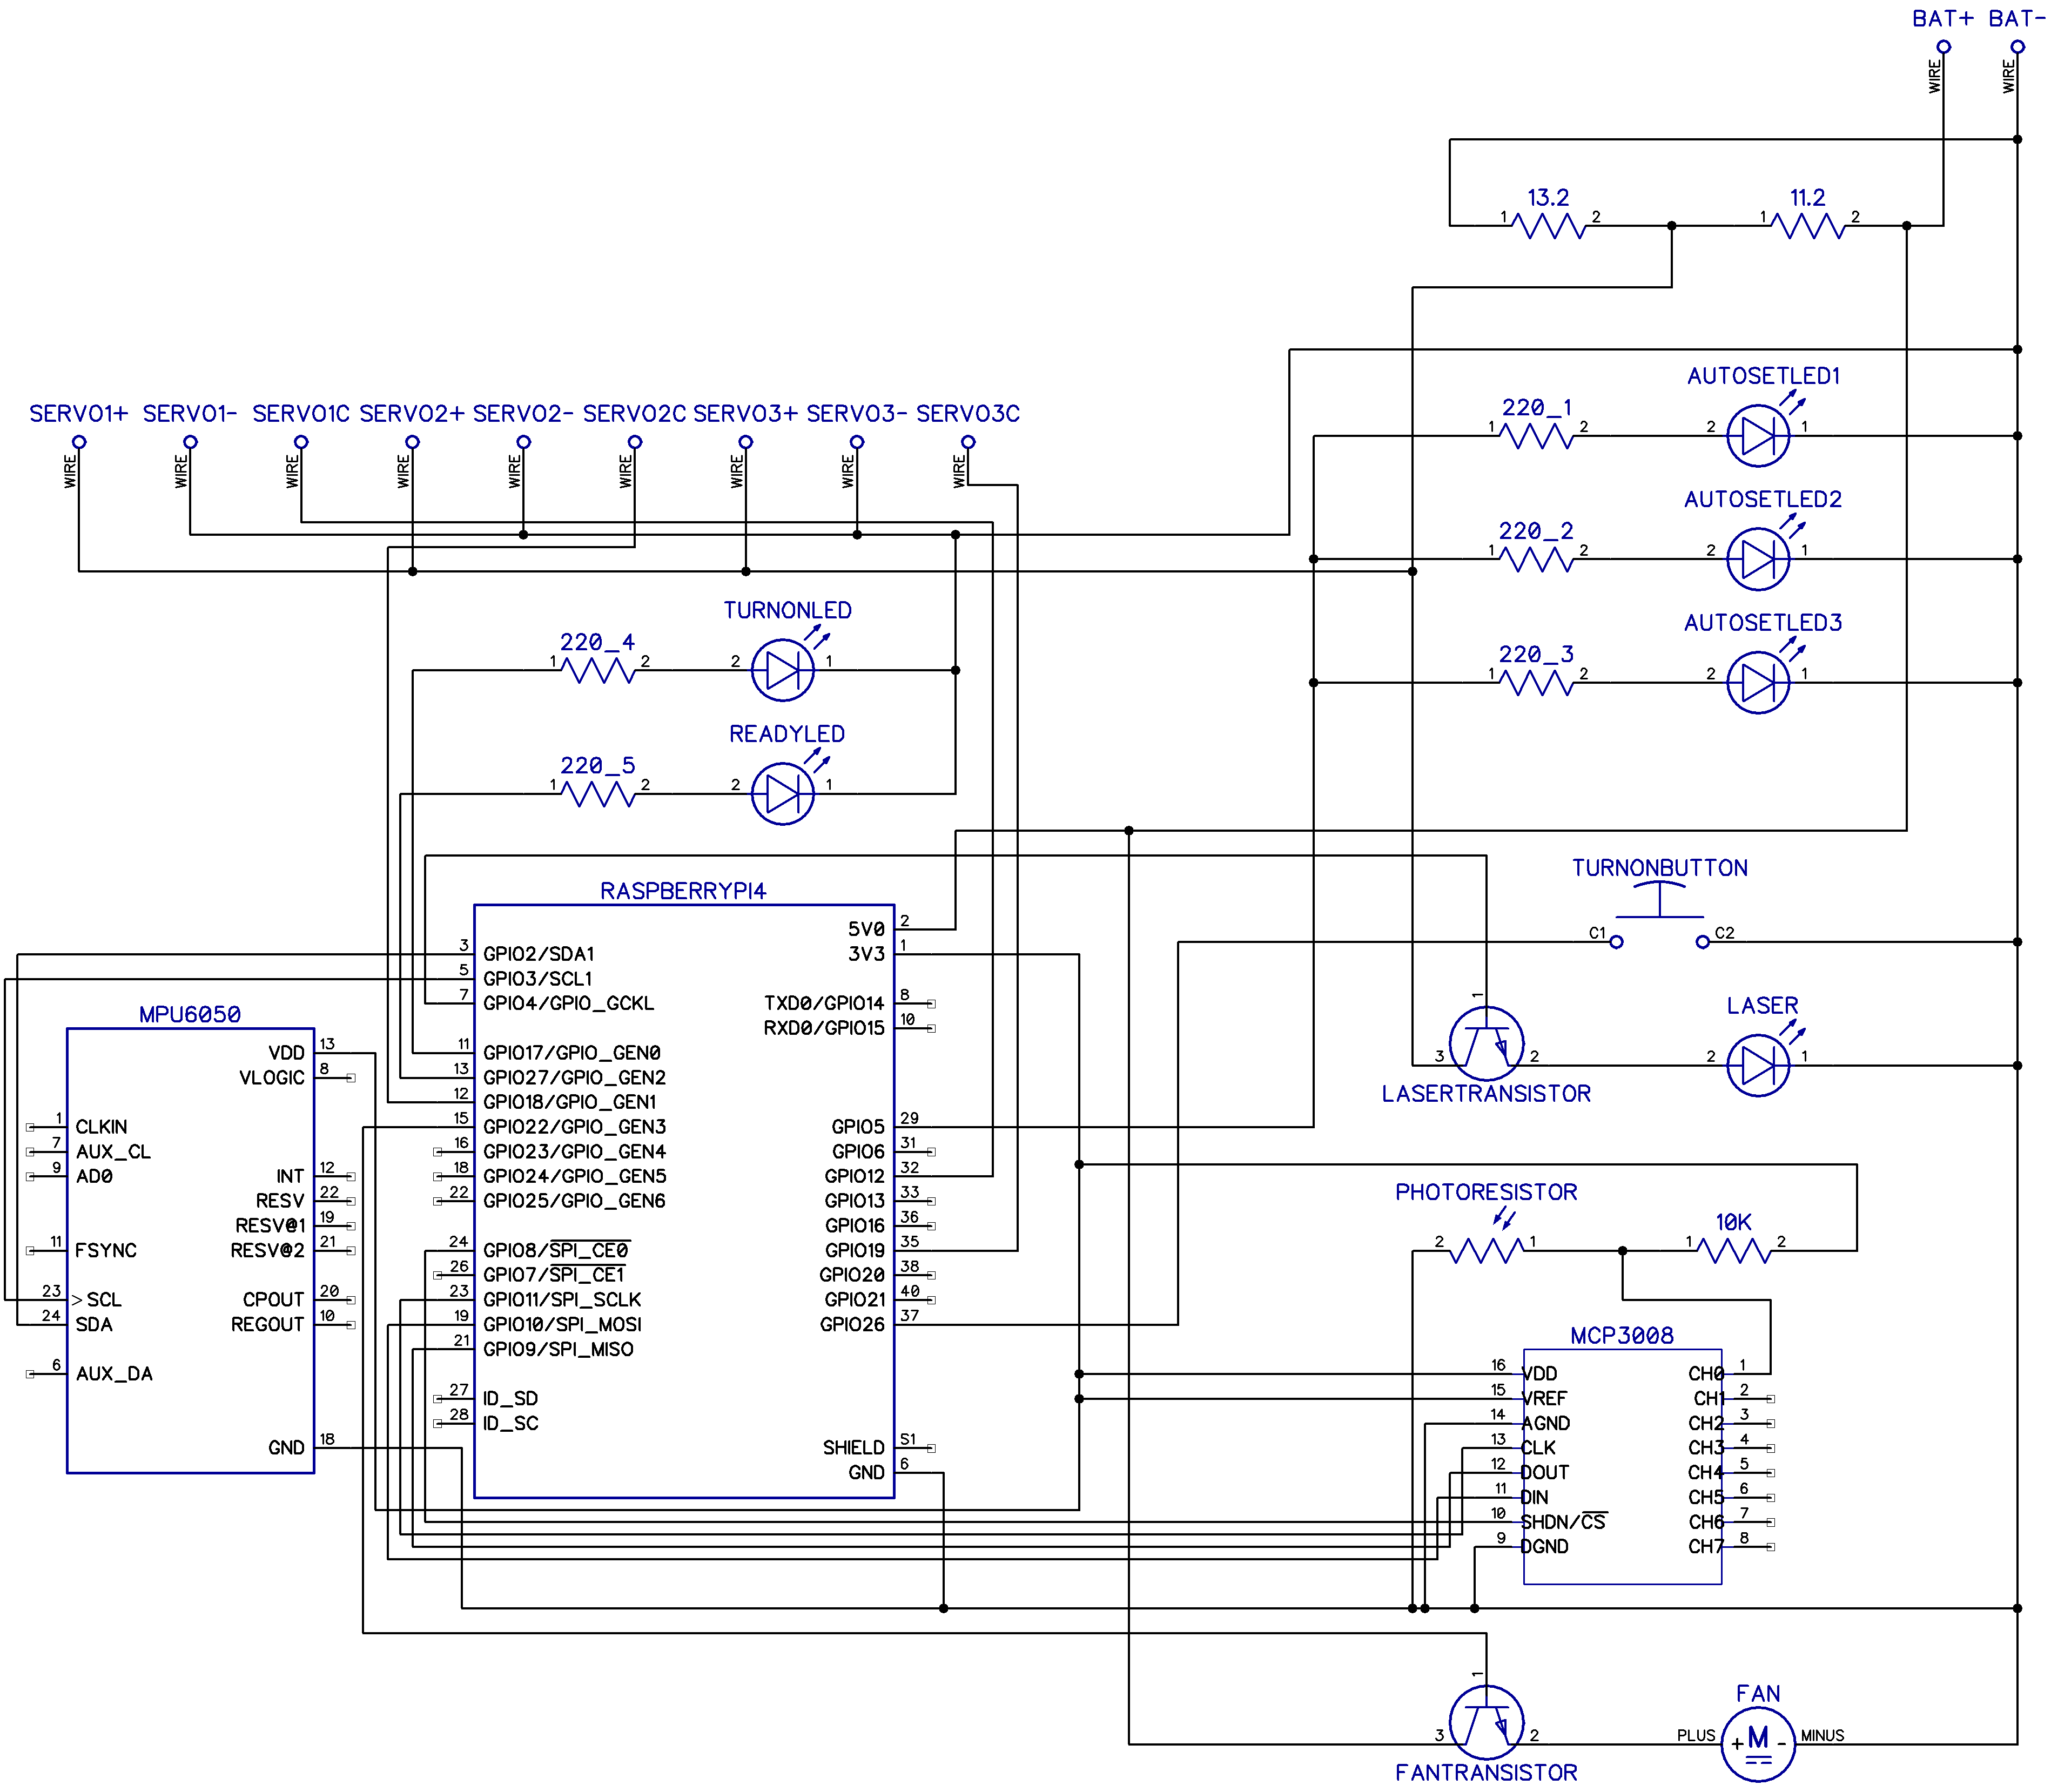 BAT+ BAT-
WIRE WIRE
13.2 11.2
1 2 1 2
AUTOSETLED1
220_1
1 2 2 1
SERVO1+ SERVO1- SERVO1C SERVO2+ SERVO2- SERVO2C SERVO3+ SERVO3- SERVO3C
WIRE WIRE WIRE WIRE WIRE WIRE WIRE WIRE WIRE
AUTOSETLED2
220_2
1 2 2 1
TURNONLED
220_4
1 2 2 1
AUTOSETLED3
220_3
1 2 2 1
READYLED
220_5
1 2 2 1
TURNONBUTTON
C1 C2
RASPBERRYPI4
2 5V0
1 3V3
3 GPIO2/SDA1
5 GPIO3/SCL1
7 GPIO4/GPIO_GCKL
TXD0/GPIO14 8
RXD0/GPIO15 10
11 GPIO17/GPIO_GEN0
13 GPIO27/GPIO_GEN2
12 GPIO18/GPIO_GEN1
15 GPIO22/GPIO_GEN3
16 GPIO23/GPIO_GEN4
18 GPIO24/GPIO_GEN5
22 GPIO25/GPIO_GEN6
24 GPIO8/SPI_CE0
26 GPIO7/SPI_CE1
23 GPIO11/SPI_SCLK
19 GPIO10/SPI_MOSI
21 GPIO9/SPI_MISO
27 ID_SD
28 ID_SC
GPIO5 29
GPIO6 31
GPIO12 32
GPIO13 33
GPIO16 36
GPIO19 35
GPIO20 38
GPIO21 40
GPIO26 37
SHIELD S1
GND 6
MPU6050
VDD 13
VLOGIC 8
1 CLKIN
7 AUX_CL
9 AD0
11 FSYNC
23 >SCL
24 SDA
6 AUX_DA
INT 12
RESV 22
RESV@1 19
RESV@2 21
CPOUT 20
REGOUT 10
GND 18
LASER
1
3 2 2 1
LASERTRANSISTOR
PHOTORESISTOR
10K
2 1 1 2
MCP3008
16 VDD
15 VREF
14 AGND
13 CLK
12 DOUT
11 DIN
10 SHDN/CS
9 DGND
CH0 1
CH1 2
CH2 3
CH3 4
CH4 5
CH5 6
CH6 7
CH7 8
1
FAN
3 2 PLUS +M- MINUS
FANTRANSISTOR